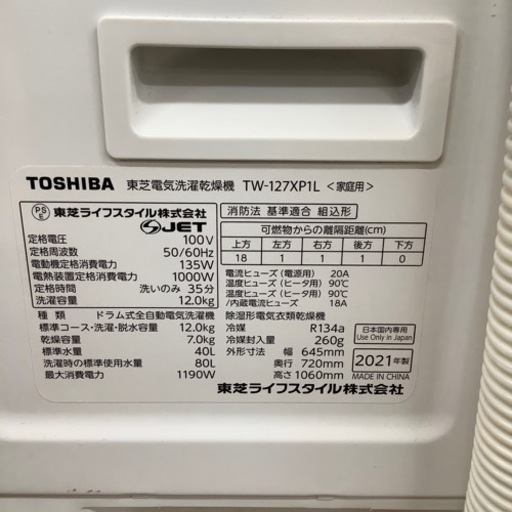 TOSHIBA 東芝電気洗濯乾燥機 TW-127XP1L <家庭用>
PS E 東芝ライフスタイル株式会社
JET
定格電圧 100V
定格周波数 50/60Hz
電動機定格消費電力 135W
電熱装置定格消費電力 1000W
定格時間 洗いのみ 35分
洗濯容量 12.0kg
消防法 基準適合 組込形
可燃物からの離隔距離(cm)
上方 左方 右方 後方 下方
18 1 1 1 0
電流ヒューズ (電源用) 20A
温度ヒューズ (ヒータ用) 90℃
温度ヒューズ (ヒータ用) 90℃
/内蔵電流ヒューズ 18A
種類 ドラム式全自動電気洗濯機
標準コース・洗濯・脱水容量 12.0kg
乾燥容量 7.0kg
標準水量 40L
洗濯時の標準使用水量 80L
最大消費電力 1190W
除湿形電気衣類乾燥機
冷媒 R134a
冷媒封入量 260g
外形寸法 幅 645mm
奥行 720mm
高さ 1060mm
日本国内専用
Use Only in Japan
2021年製
MADE IN CHINA
東芝ライフスタイル株式会社